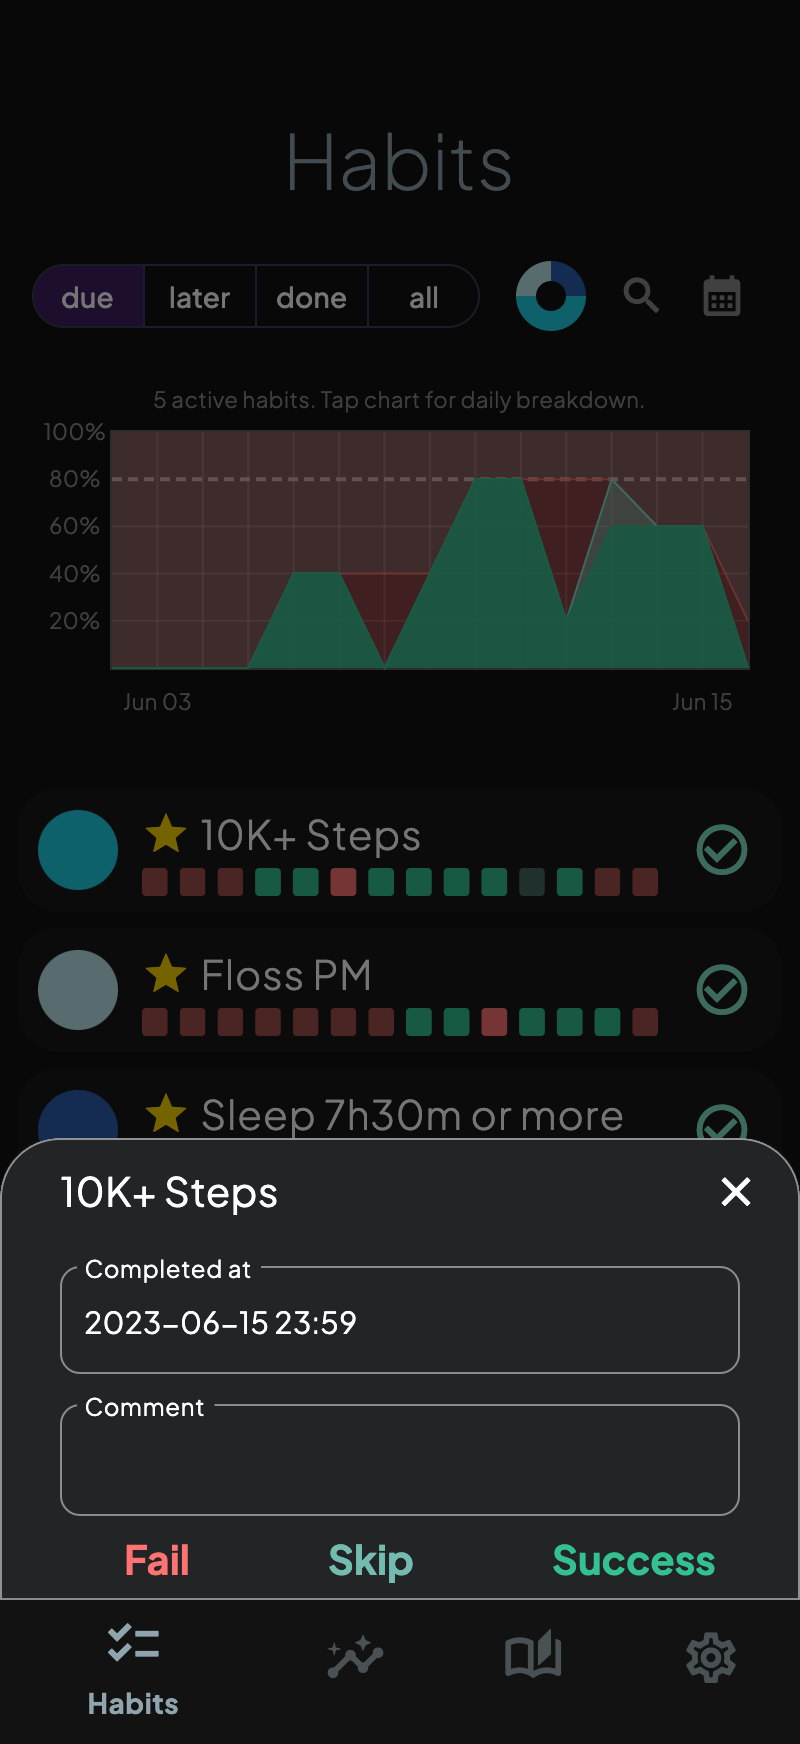 Habits
due later done all
5 active habits. Tap chart for daily breakdown.
100%
80%
60%
40%
20%
Jun 03 Jun 15
10K+ Steps
Floss PM
Sleep 7h30m or more
10K+ Steps
Completed at
2023-06-15 23:59
Comment
Fail Skip Success
Habits